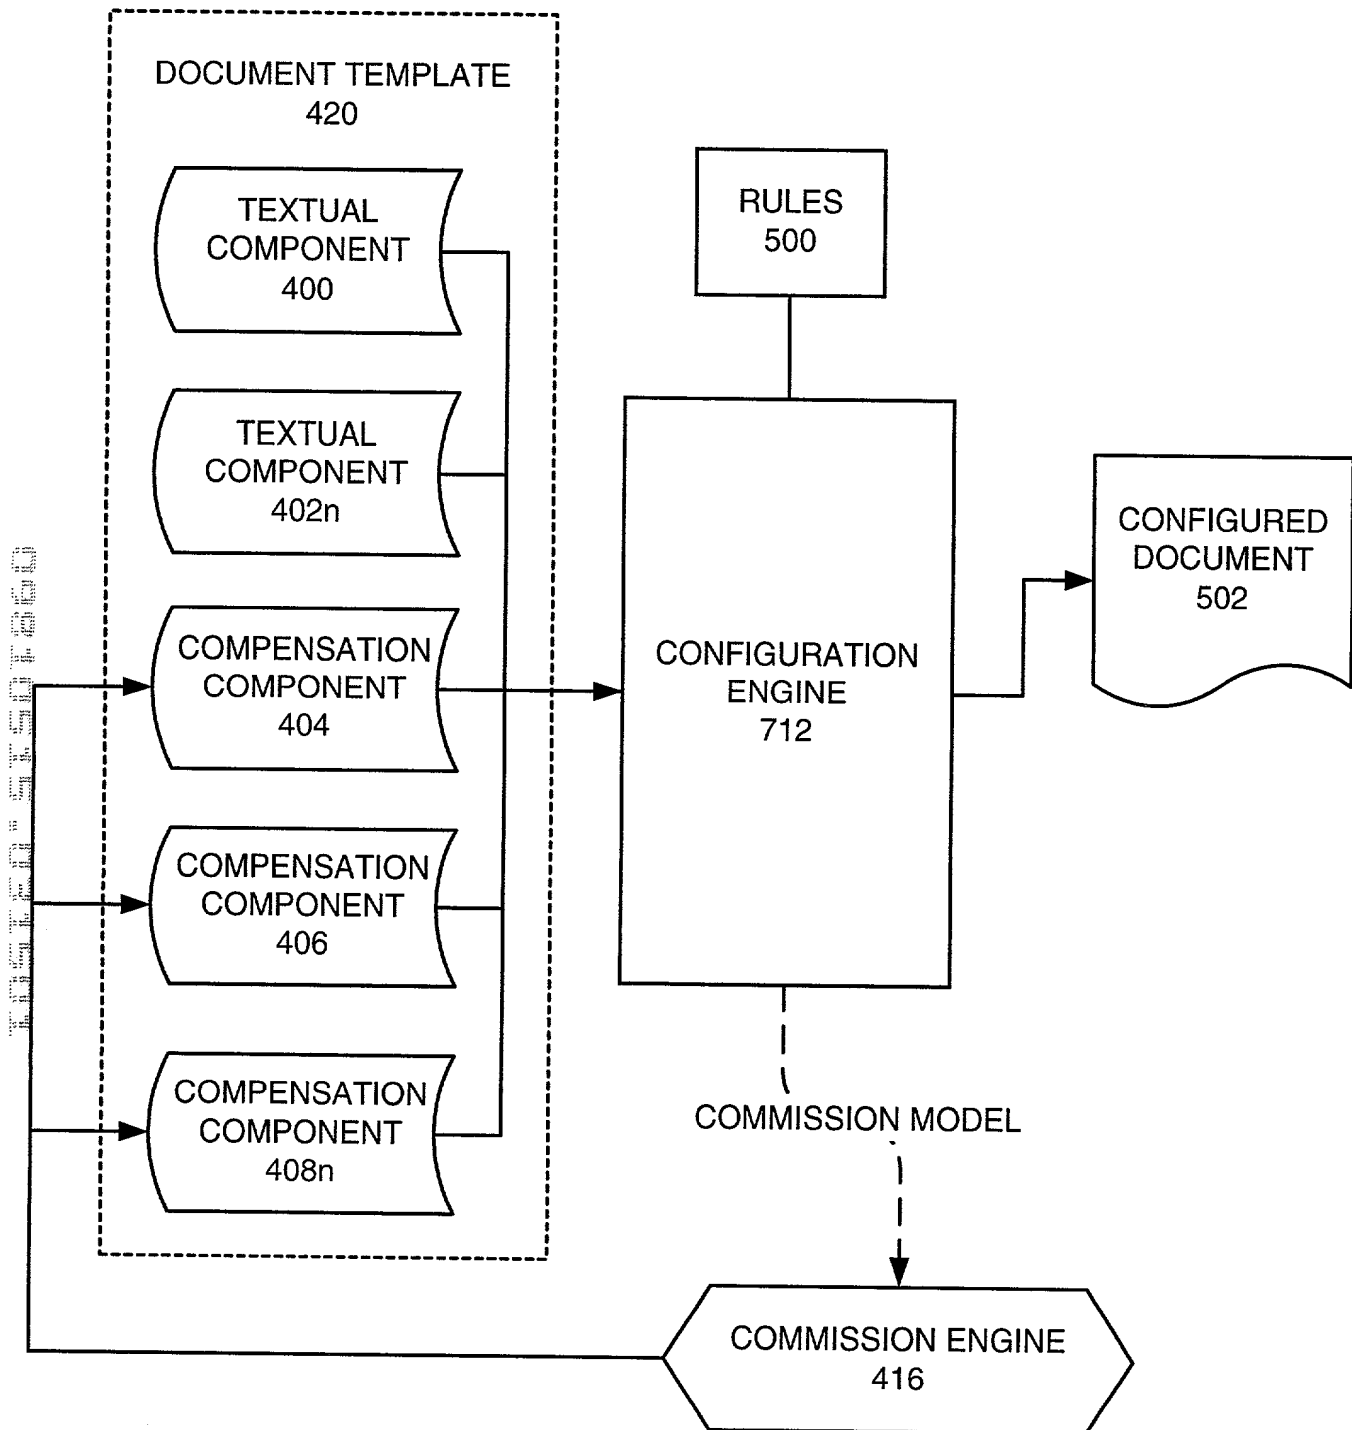 DOCUMENT TEMPLATE
420
TEXTUAL
COMPONENT
400
TEXTUAL
COMPONENT
402n
COMPENSATION
COMPONENT
404
COMPENSATION
COMPONENT
406
COMPENSATION
COMPONENT
408n
RULES
500
CONFIGURATION
ENGINE
712
CONFIGURED
DOCUMENT
502
COMMISSION MODEL
COMMISSION ENGINE
416